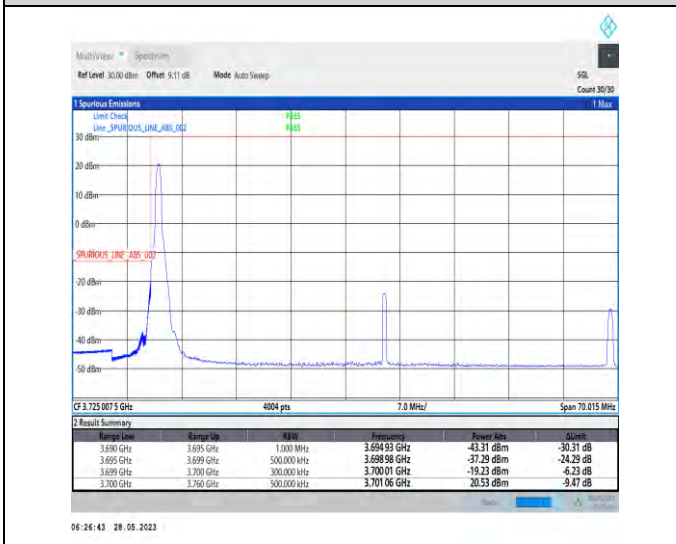 MultiView Spectrum
Ref Level 30.00 dBm Offset 9.11 dB Mode Auto Sweep SGL
Count 30/30
1 Spurious Emissions 1 Max
Limit Check PASS
Line _SPURIOUS_LINE_ABS_002 PASS
30 dBm
20 dBm
10 dBm
0 dBm
SPURIOUS_LINE_ABS_002
-20 dBm
-30 dBm
-40 dBm
-50 dBm
CF 3.725 007 5 GHz 4004 pts 7.0 MHz/ Span 70.015 MHz
2 Result Summary
Range Low Range Up RBW Frequency Power Abs ΔLimit
3.690 GHz 3.695 GHz 1.000 MHz 3.694 93 GHz -43.31 dBm -30.31 dB
3.695 GHz 3.699 GHz 500.000 kHz 3.698 98 GHz -37.29 dBm -24.29 dB
3.699 GHz 3.700 GHz 300.000 kHz 3.700 01 GHz -19.23 dBm -6.23 dB
3.700 GHz 3.760 GHz 500.000 kHz 3.701 06 GHz 20.53 dBm -9.47 dB
06:26:43 28.05.2023